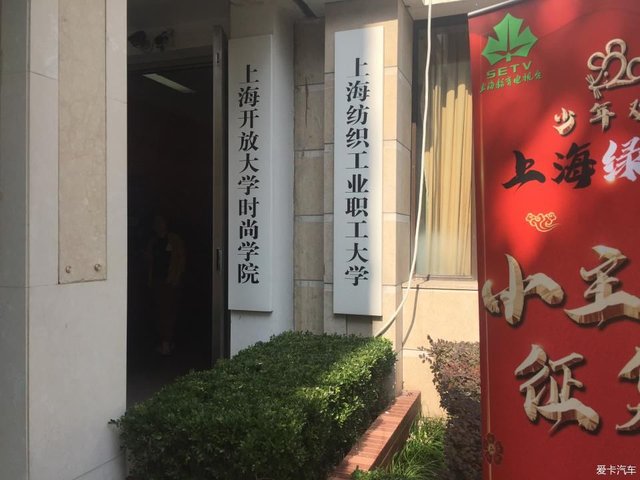 上海开放大学时尚学院
上海纺织工业职工大学
SETV
上海教育电视台
少年
上海绿
小主
征
爱卡汽车